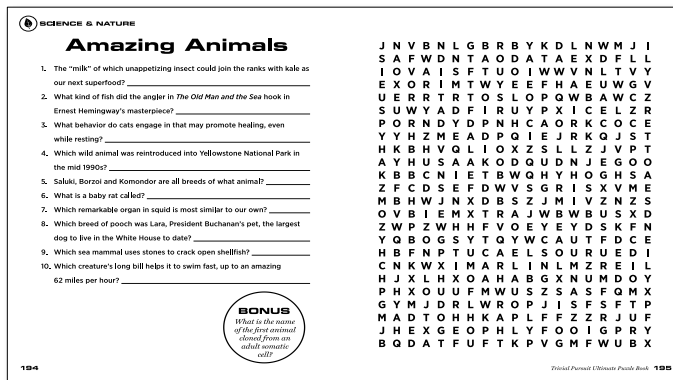 SCIENCE & NATURE
Amazing Animals
1. The “milk” of which unappetizing insect could join the ranks with kale as
our next superfood?
2. What kind of fish did the angler in The Old Man and the Sea hook in
Ernest Hemingway’s masterpiece?
3. What behavior do cats engage in that may promote healing, even
while resting?
4. Which wild animal was reintroduced into Yellowstone National Park in
the mid 1990s?
5. Saluki, Borzoi and Komondor are all breeds of what animal?
6. What is a baby rat called?
7. Which remarkable organ in squid is most similar to our own?
8. Which breed of pooch was Lara, President Buchanan’s pet, the largest
dog to live in the White House to date?
9. Which sea mammal uses stones to crack open shellfish?
10. Which creature’s long bill helps it to swim fast, up to an amazing
62 miles per hour?
BONUS
What is the name
of the first animal
cloned from an
adult somatic
cell?
194
J N V B N L G B R B Y K D L N W M J I
S A F W D N T A O D A T A E X D F L L
I O V A I S F T U O I W W V N L T V Y
E X O R I M T W Y E E F H A E U W G V
U E R R T R T O S L O P Q W B A W C Z
S U W Y A D F I R U Y P X I C E L Z R
P O R N D Y D P N H C A O R K C O C E
Y Y H Z M E A D P Q I E J R K Q J S T
H K B H V Q L I O X Z S L L Z J V P T
A Y H U S A A K O D Q U D N J E G O O
K B B C N I E T B W Q H Y H O G H S A
Z F C D S E F D W V S G R I S X V M E
M B H W J N X D B S Z J M I V Z N Z S
O V B I E M X T R A J W B W B U S X D
Z W P Z W H H F V O E Y E Y D S K F N
Y Q B O G S Y T Q Y W C A U T F D C E
H B F N P T U C A E L S O U R U E D I
C N K W X I M A R L I N L M Z R E I L
H J X L H X O A H A B G X N U M D O Y
P H X O U U F M W U S Z S A S F Q M X
G Y M J D R L W R O P J I S F S F T P
M A D T O H H K A P L F F Z Z R J U F
J H E X G E O P H L Y F O O I G P R Y
B Q D A T F U F T K P V G M F W U B X
Trivial Pursuit Ultimate Puzzle Book 195